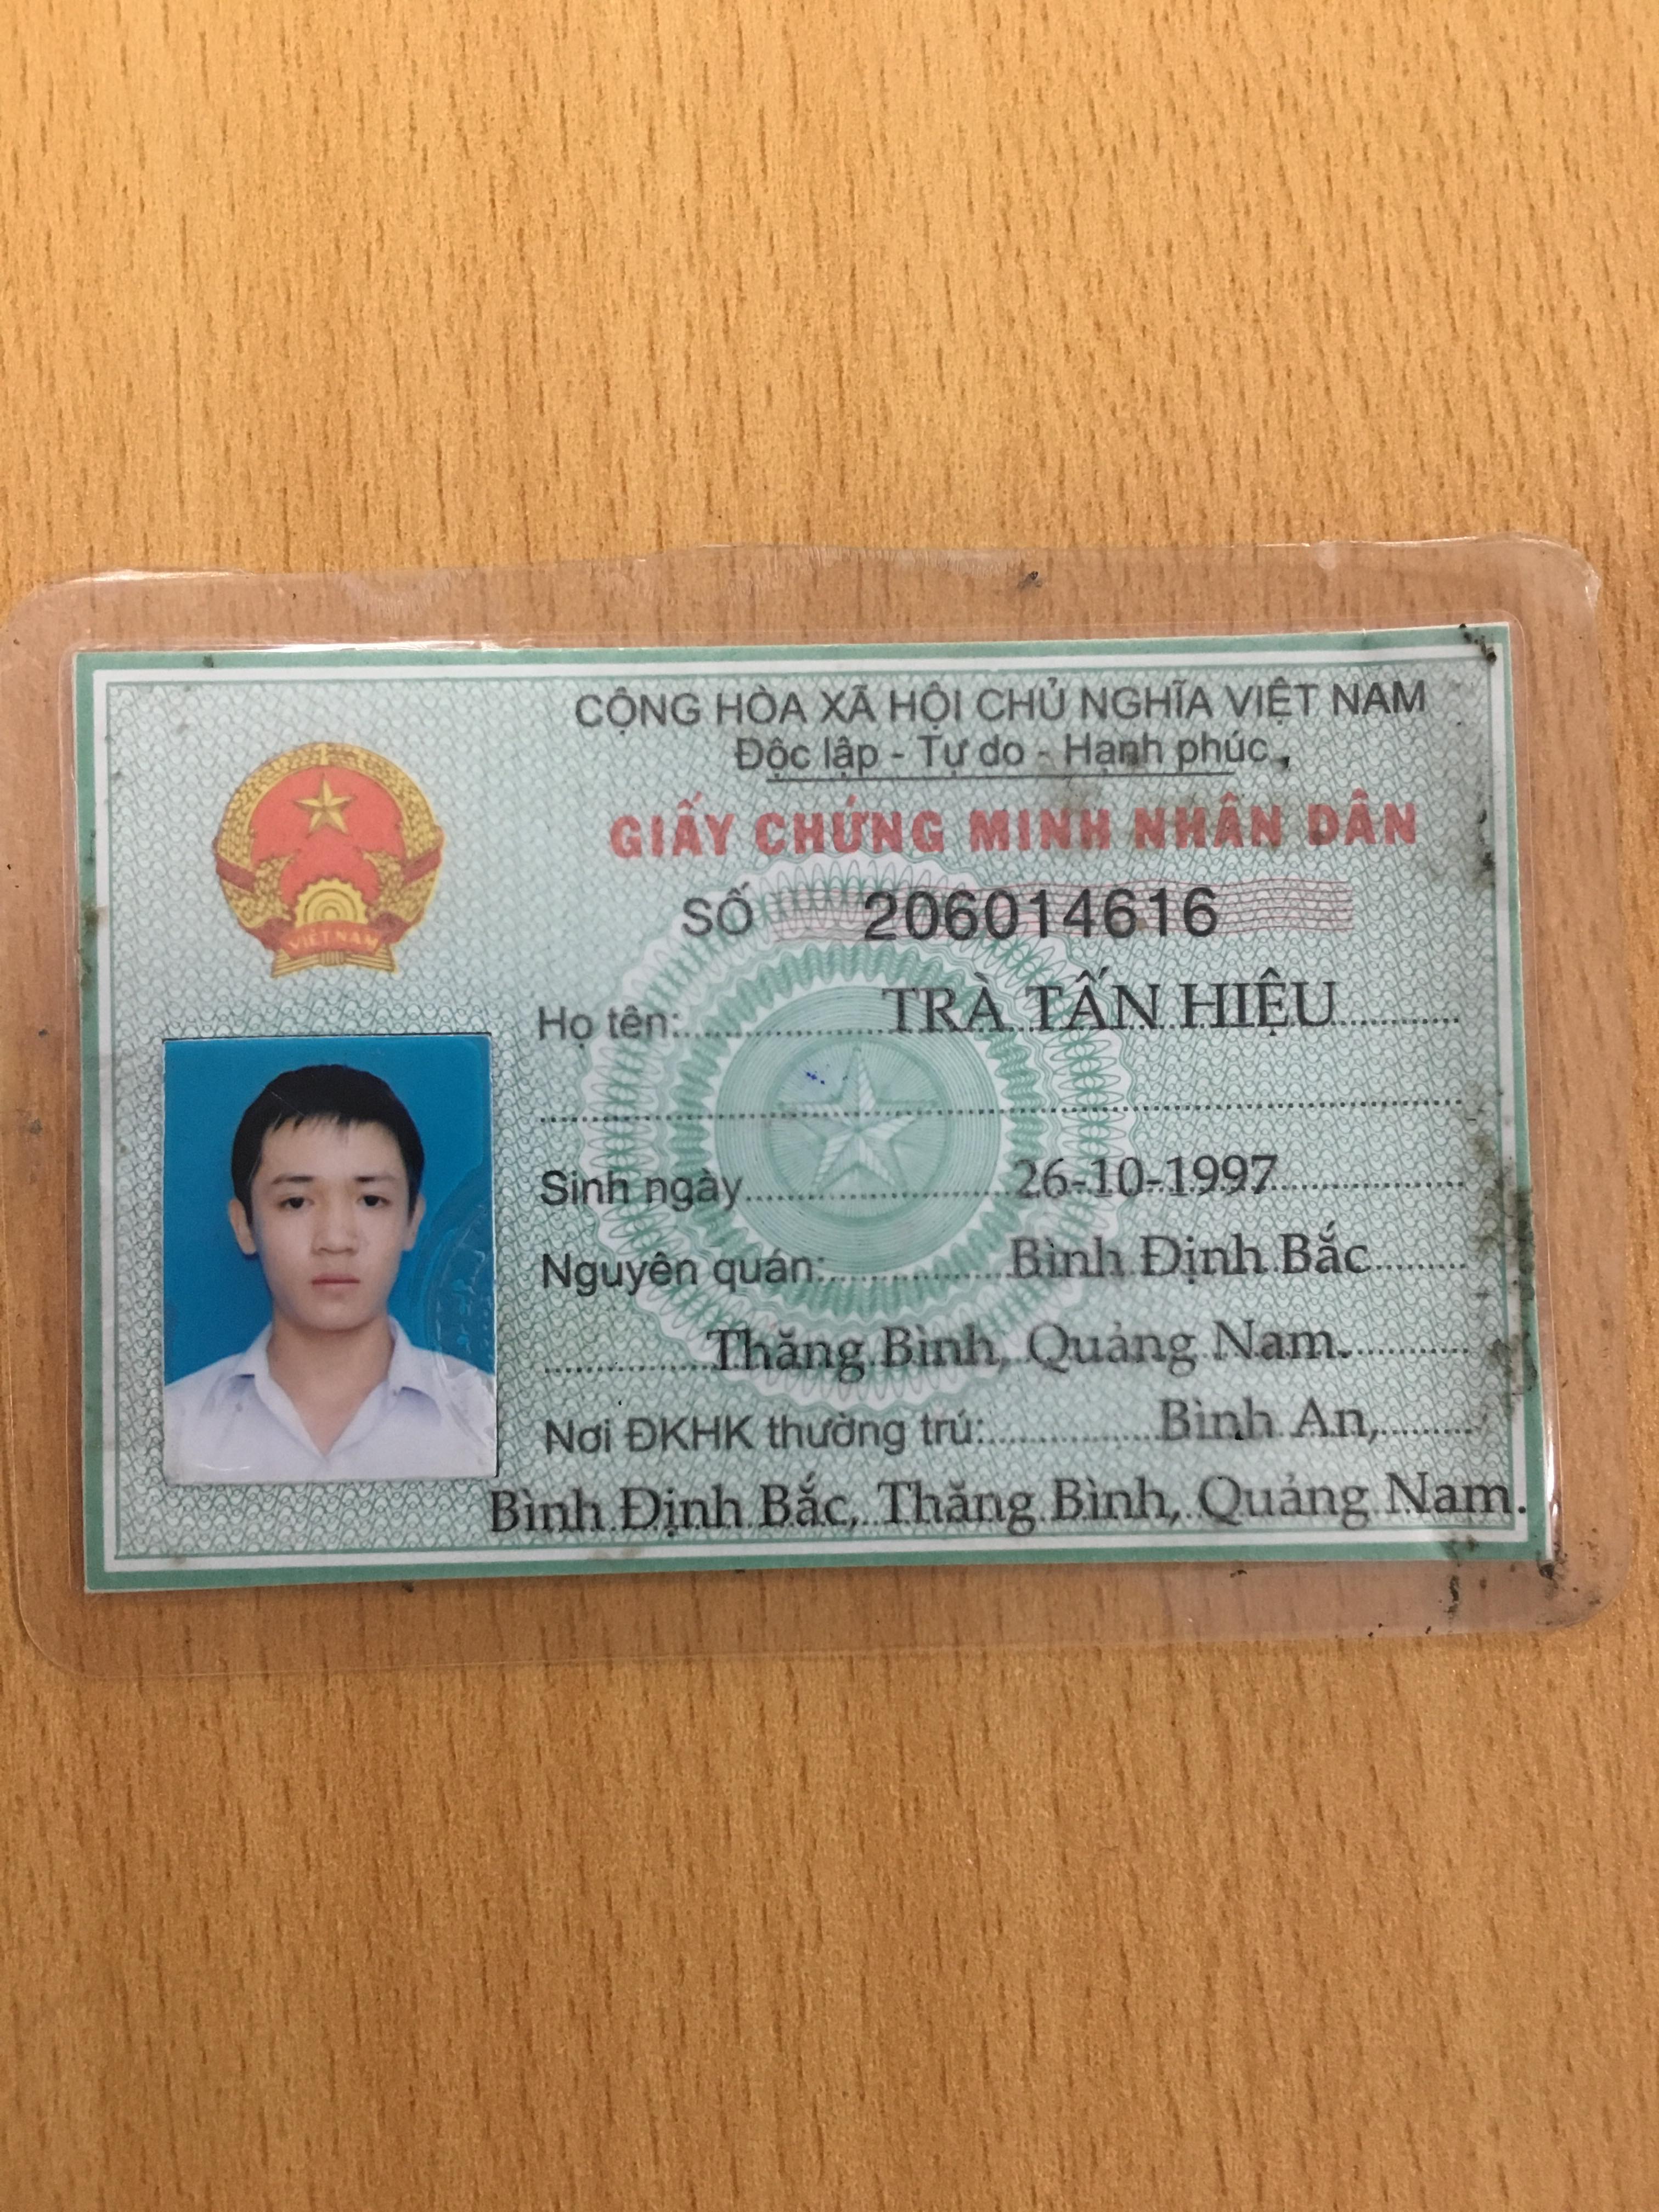 CỘNG HÒA XÃ HỘI CHỦ NGHĨA VIỆT NAM
Độc lập - Tự do - Hạnh phúc
GIẤY CHỨNG MINH NHÂN DÂN
SỐ 206014616
VIỆT NAM
Họ tên: TRÀ TẤN HIỆU
Sinh ngày 26-10-1997
Nguyên quán: Bình Định Bắc
Thăng Bình, Quảng Nam.
Nơi ĐKHK thường trú: Bình An,
Bình Định Bắc, Thăng Bình, Quảng Nam.